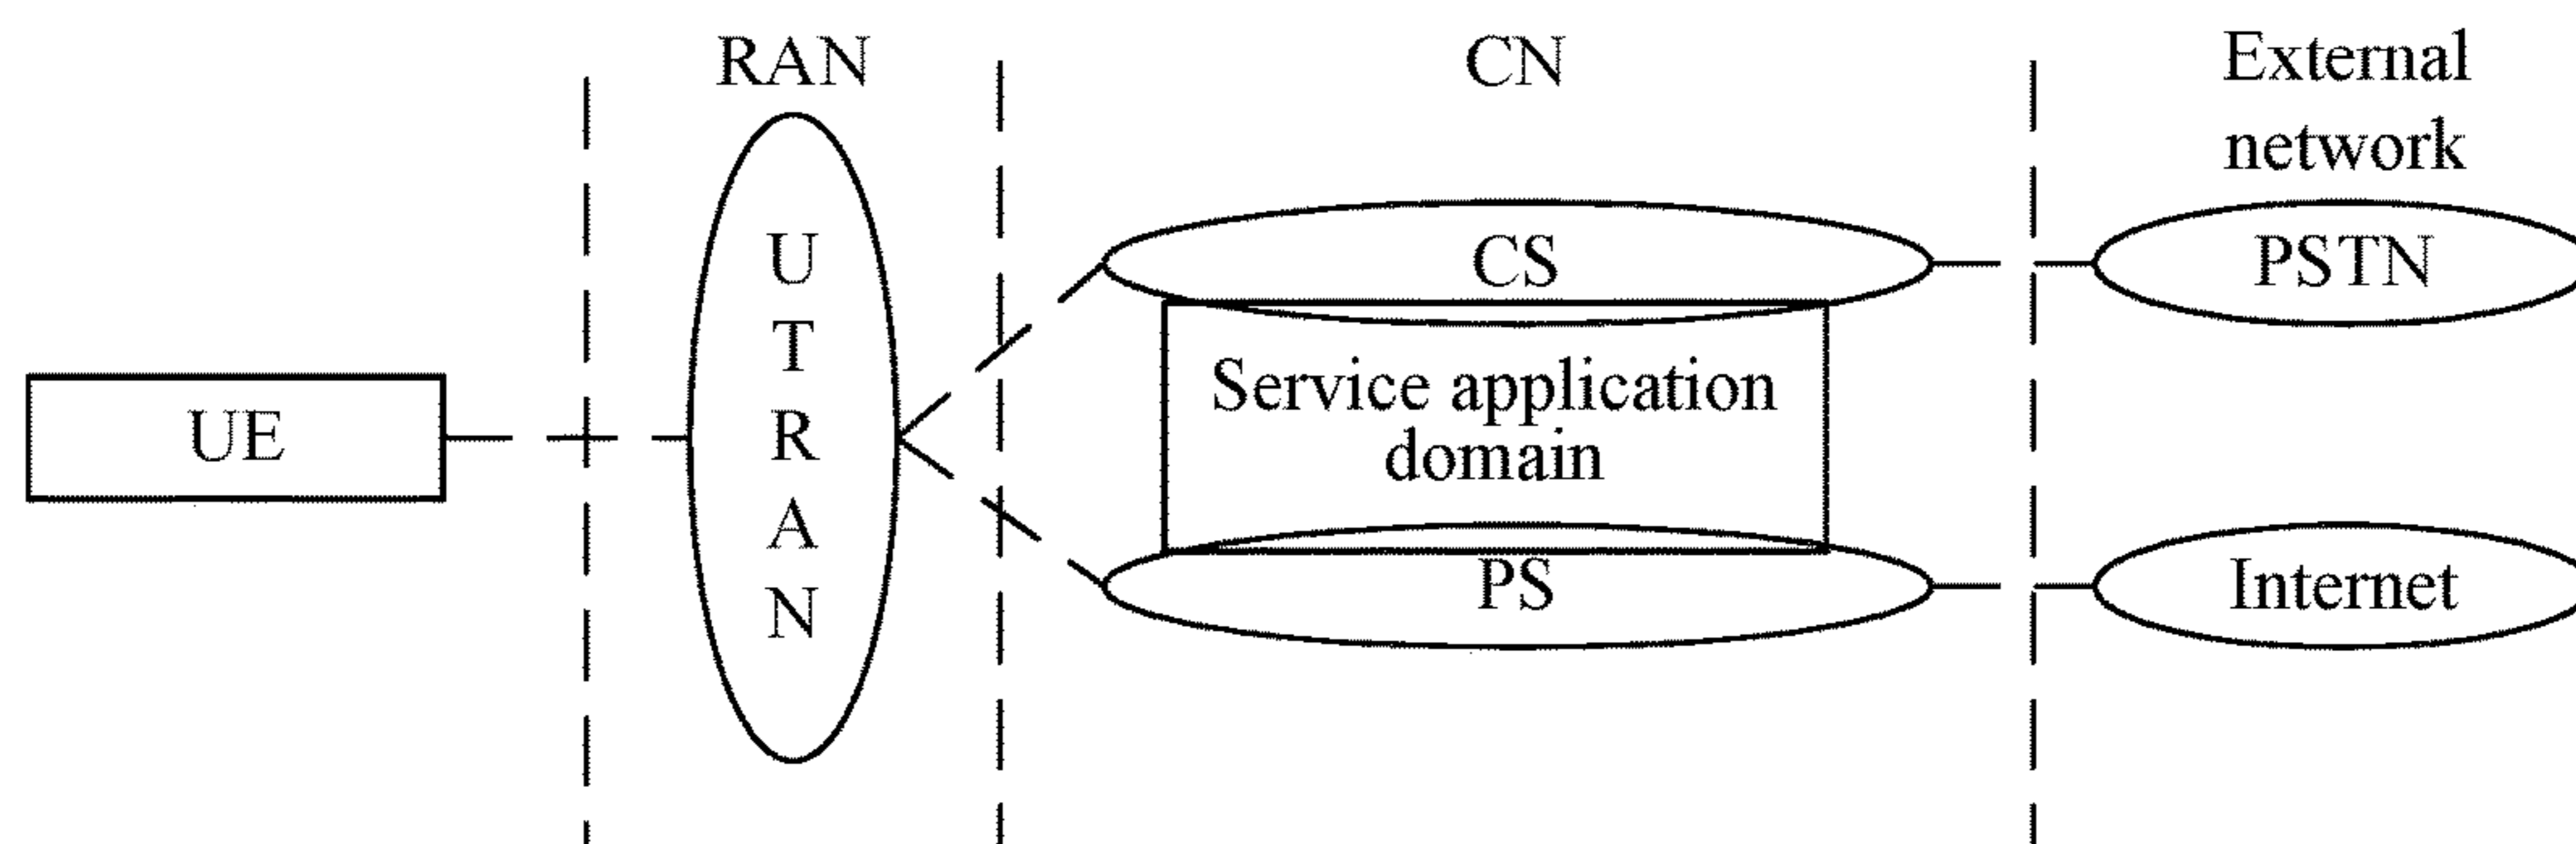 RAN
CN
External
network
UE
U
T
R
A
N
CS
Service application
domain
PS
PSTN
Internet